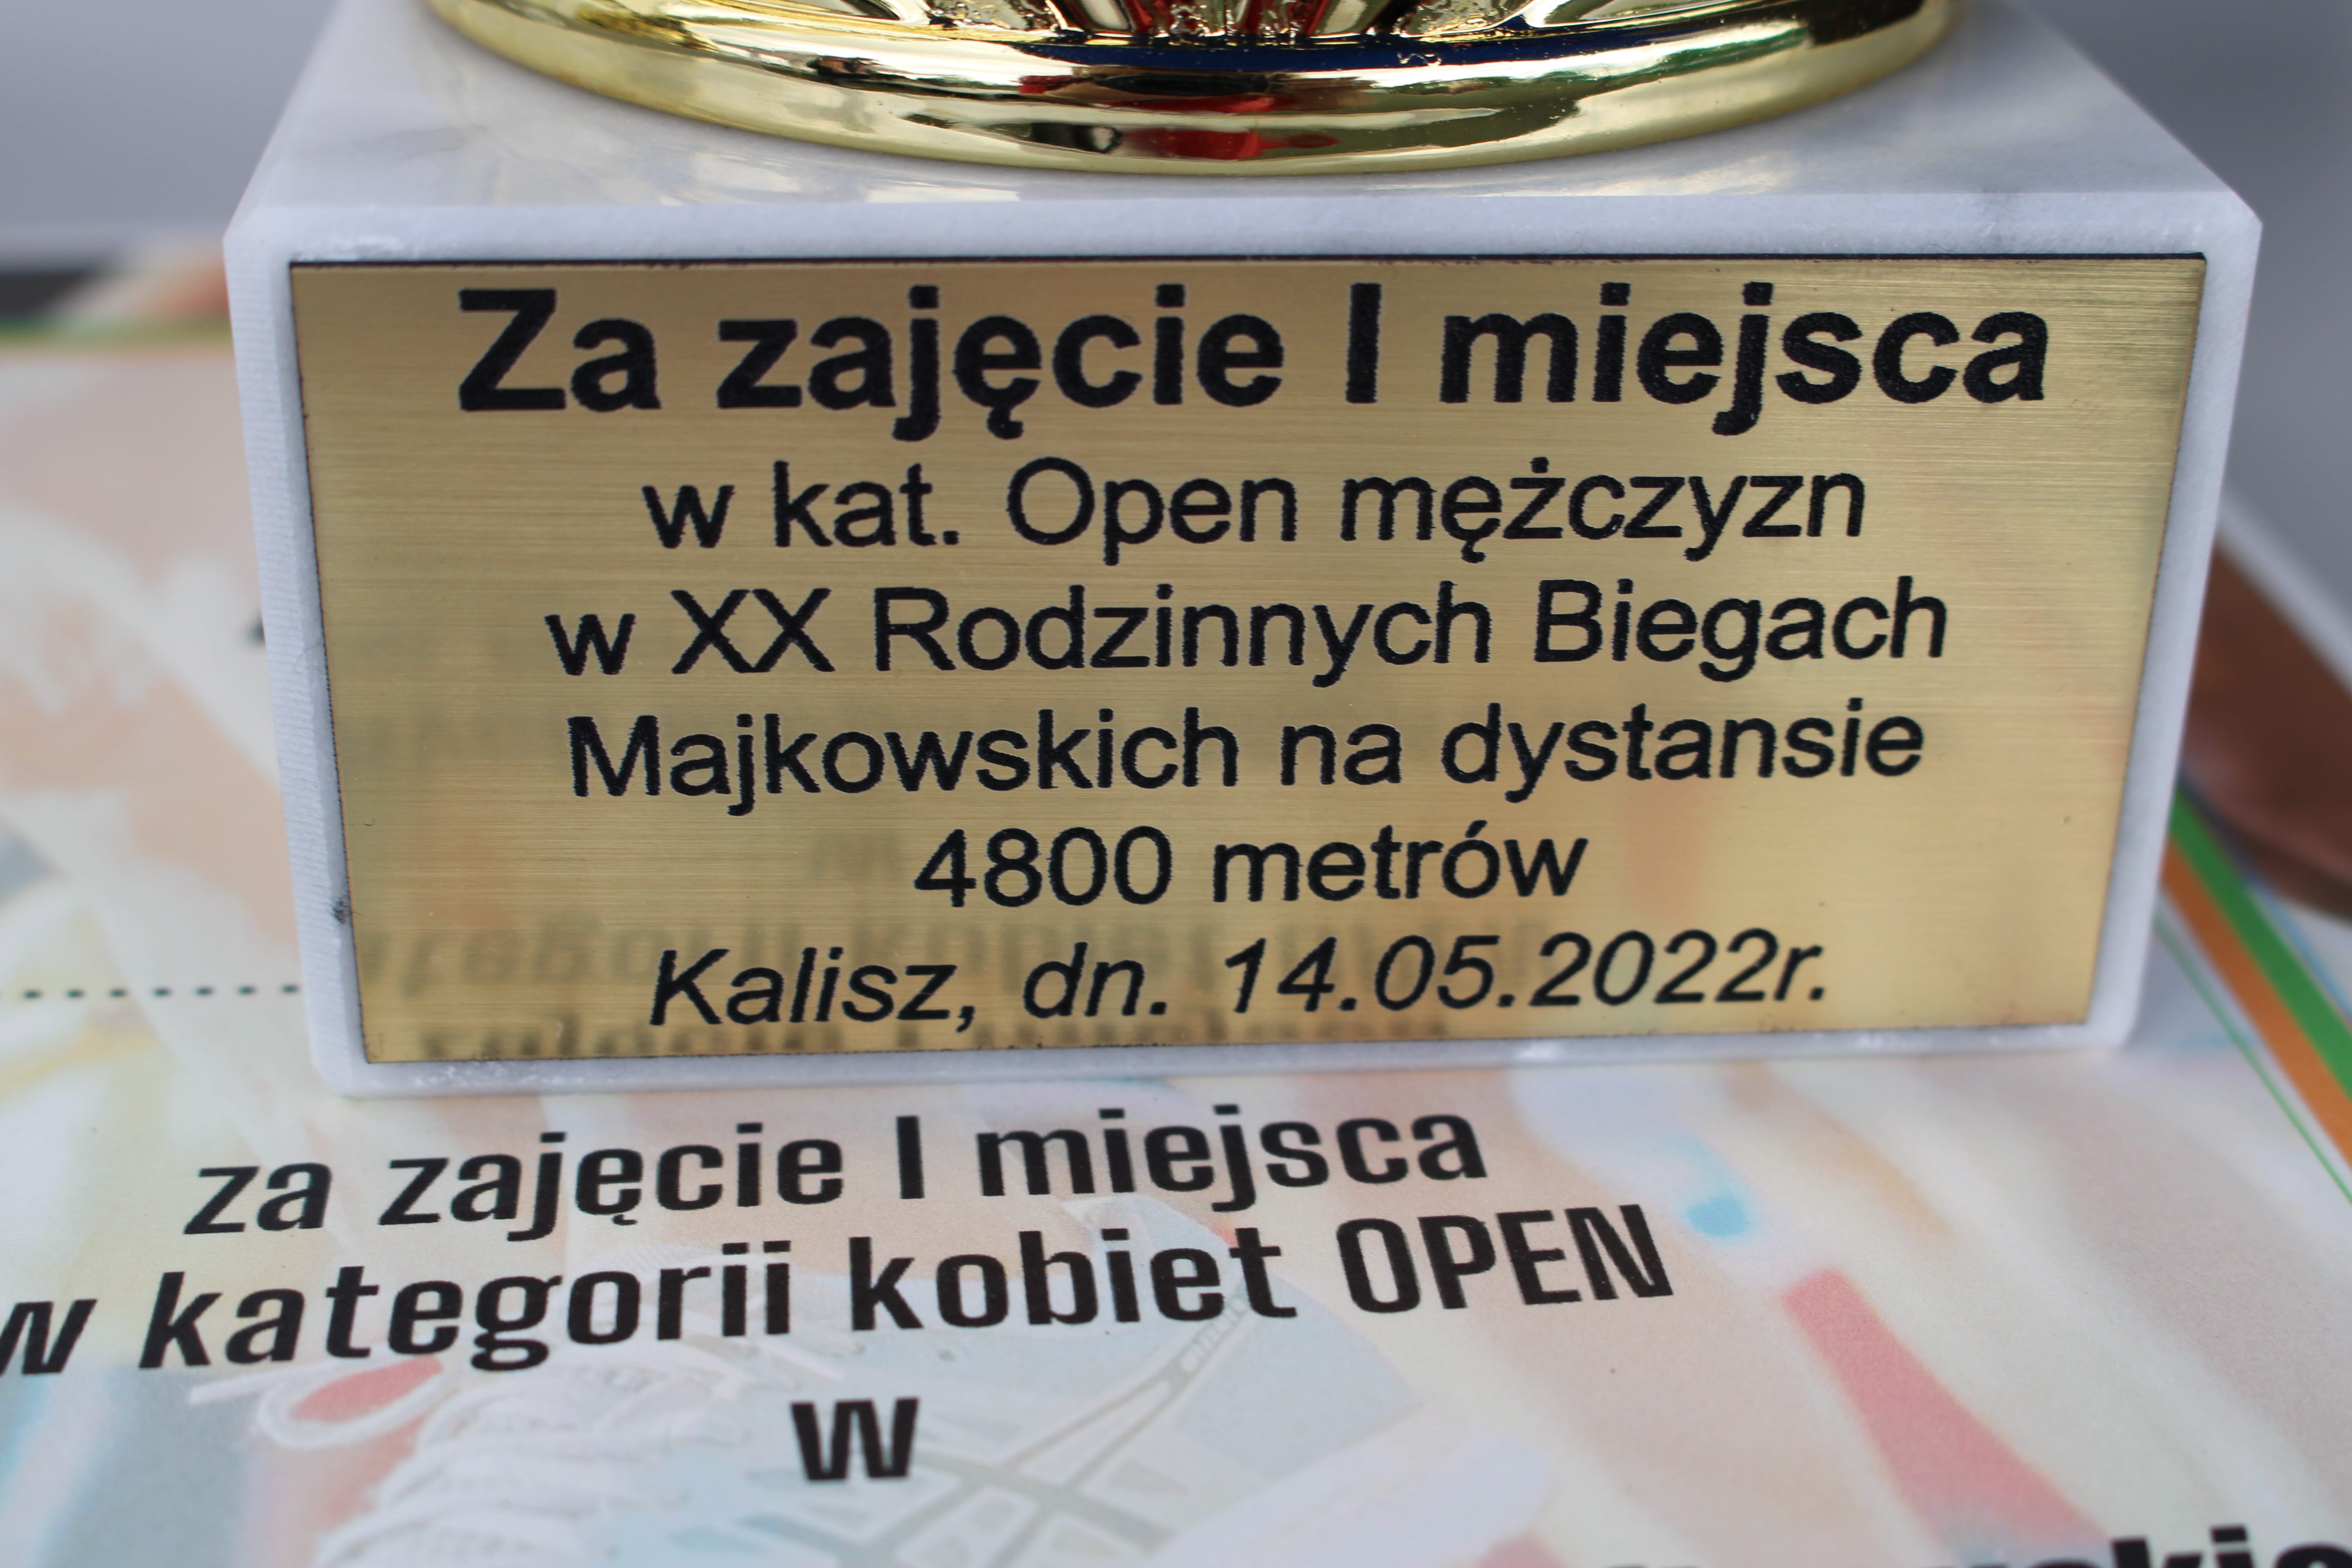 Za zajęcie I miejsca
w kat. Open mężczyzn
w XX Rodzinnych Biegach
Majkowskich na dystansie
4800 metrów
Kalisz, dn. 14.05.2022r.
za zajęcie I miejsca
w kategorii kobiet OPEN
w